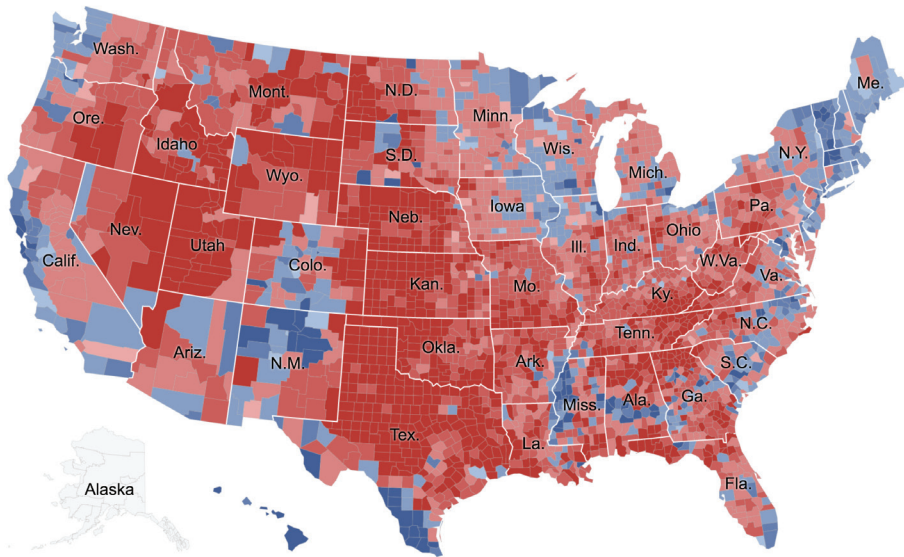 Wash.
Me.
Mont.
N.D.
Minn.
Ore.
Idaho
S.D.
Wis.
N.Y.
Mich.
Wyo.
Iowa
Pa.
Neb.
Nev.
Utah
Ohio
Ill.
Ind.
Calif.
Colo.
W.Va.
Va.
Kan.
Mo.
Ky.
N.C.
Tenn.
Ariz.
N.M.
Okla.
Ark.
S.C.
Miss.
Ala.
Ga.
Tex.
La.
Fla.
Alaska